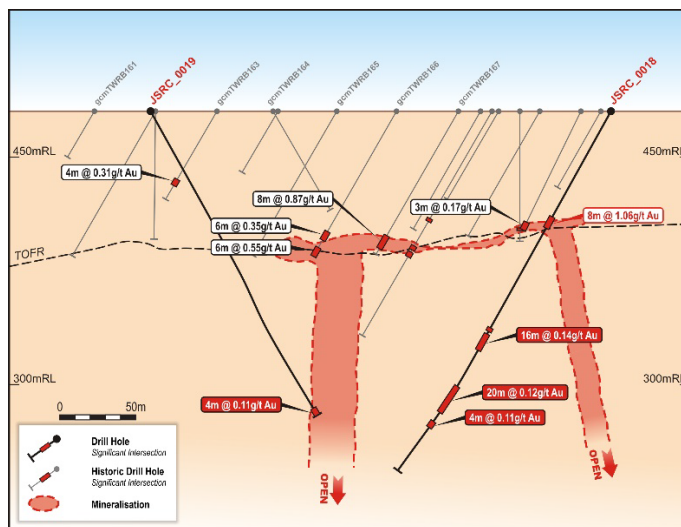 gcmTWRB161
JSRC_0019
gcmTWRB163
gcmTWRB164
gcmTWRB165
gcmTWRB166
gcmTWRB167
JSRC_0018
450mRL
450mRL
4m @ 0.31g/t Au
8m @ 0.87g/t Au
3m @ 0.17g/t Au
8m @ 1.06g/t Au
6m @ 0.35g/t Au
6m @ 0.55g/t Au
TOFR
16m @ 0.14g/t Au
300mRL
300mRL
20m @ 0.12g/t Au
4m @ 0.11g/t Au
4m @ 0.11g/t Au
0
50m
Drill Hole
Significant Intersection
Historic Drill Hole
Significant Intersection
Mineralisation
OPEN
OPEN